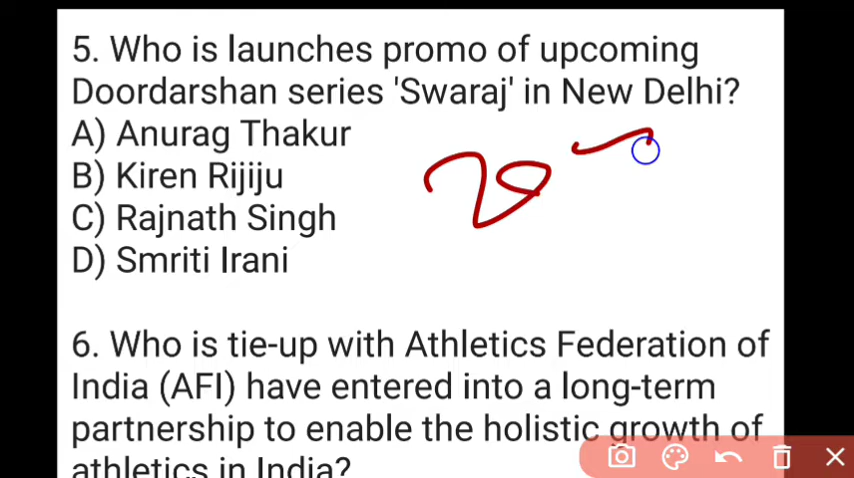 5. Who is launches promo of upcoming
Doordarshan series 'Swaraj' in New Delhi?
A) Anurag Thakur
B) Kiren Rijiju
C) Rajnath Singh
D) Smriti Irani
6. Who is tie-up with Athletics Federation of
India (AFI) have entered into a long-term
partnership to enable the holistic growth of
athletics in India?